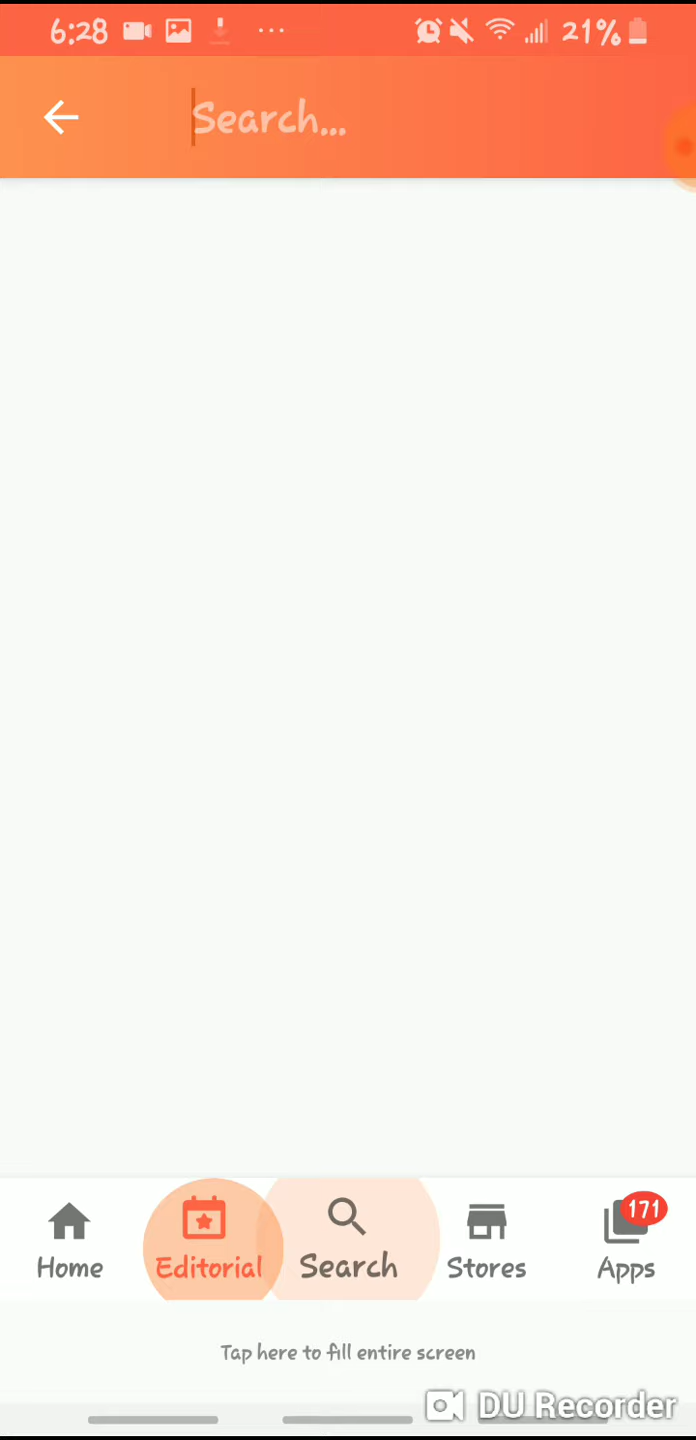 6:28 ... 21%
Search...
171
Home Editorial Search Stores Apps
Tap here to fill entire screen
DU Recorder